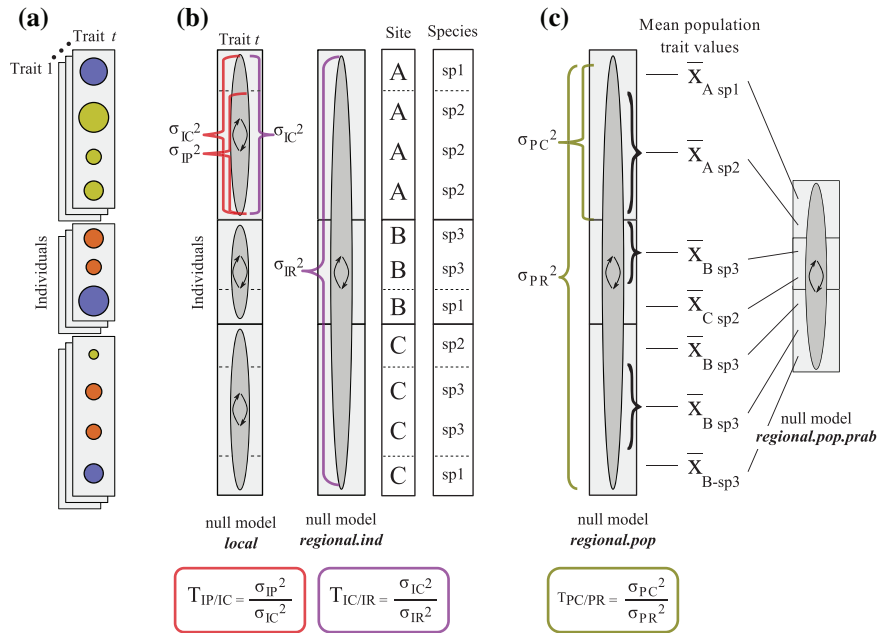 (a)
Trait t
Trait 1
Individuals
(b)
Trait t
Individuals
σIC²
σIP²
σIC²
σIR²
Site
Species
A sp1
A sp2
A sp2
A sp2
B sp3
B sp3
B sp1
C sp2
C sp3
C sp3
C sp1
null model
local
null model
regional.ind
TIP/IC = σIP² / σIC²
TIC/IR = σIC² / σIR²
(c)
Mean population
trait values
σPC²
σPR²
x̄ A sp1
x̄ A sp2
x̄ B sp3
x̄ C sp2
x̄ B sp3
x̄ B sp3
x̄ B-sp3
null model
regional.pop.prab
null model
regional.pop
TPC/PR = σPC² / σPR²